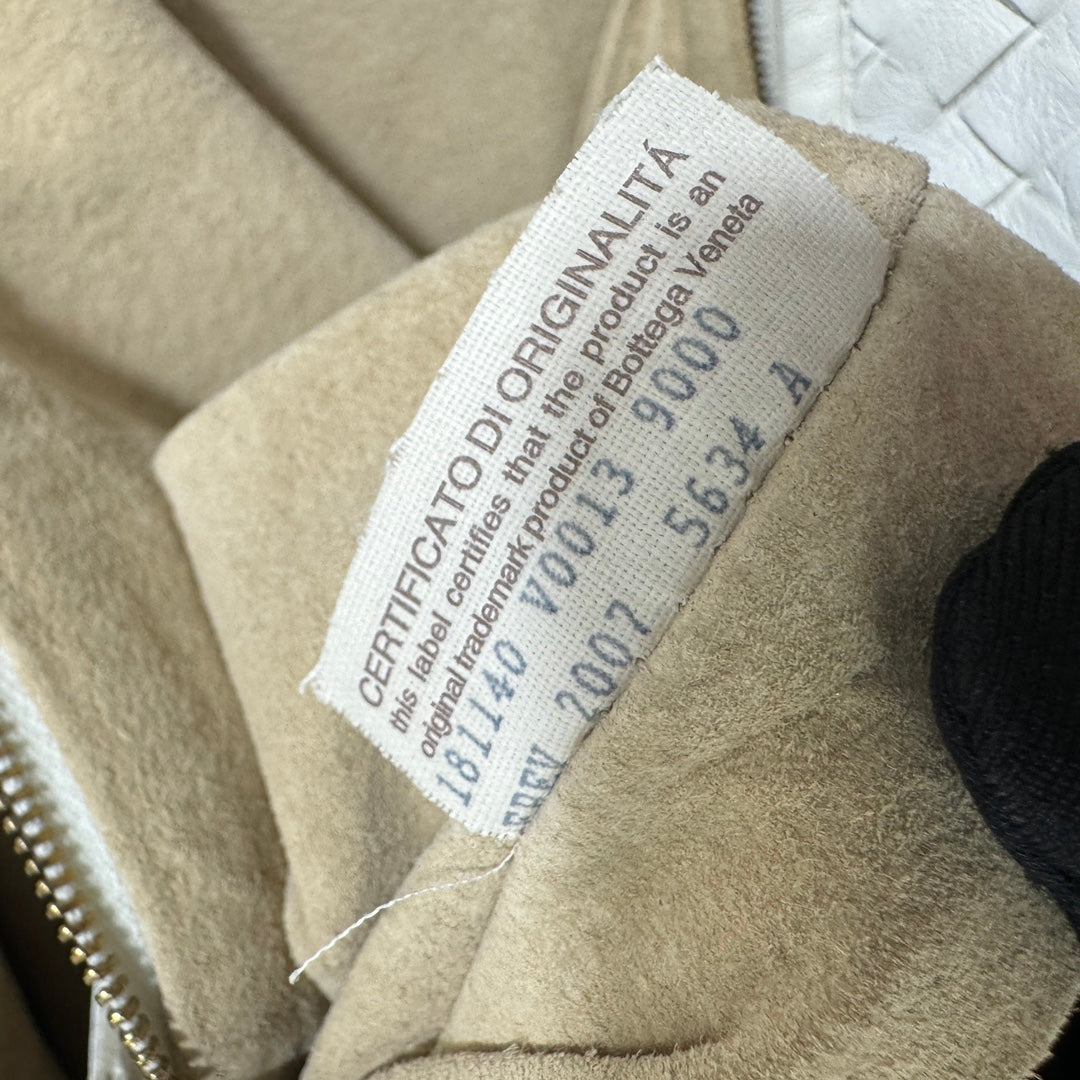 CERTIFICATO DI ORIGINALITÁ
this label certifies that the product is an
original trademark product of Bottega Veneta
181140 V0013 9000
2007 5634 A